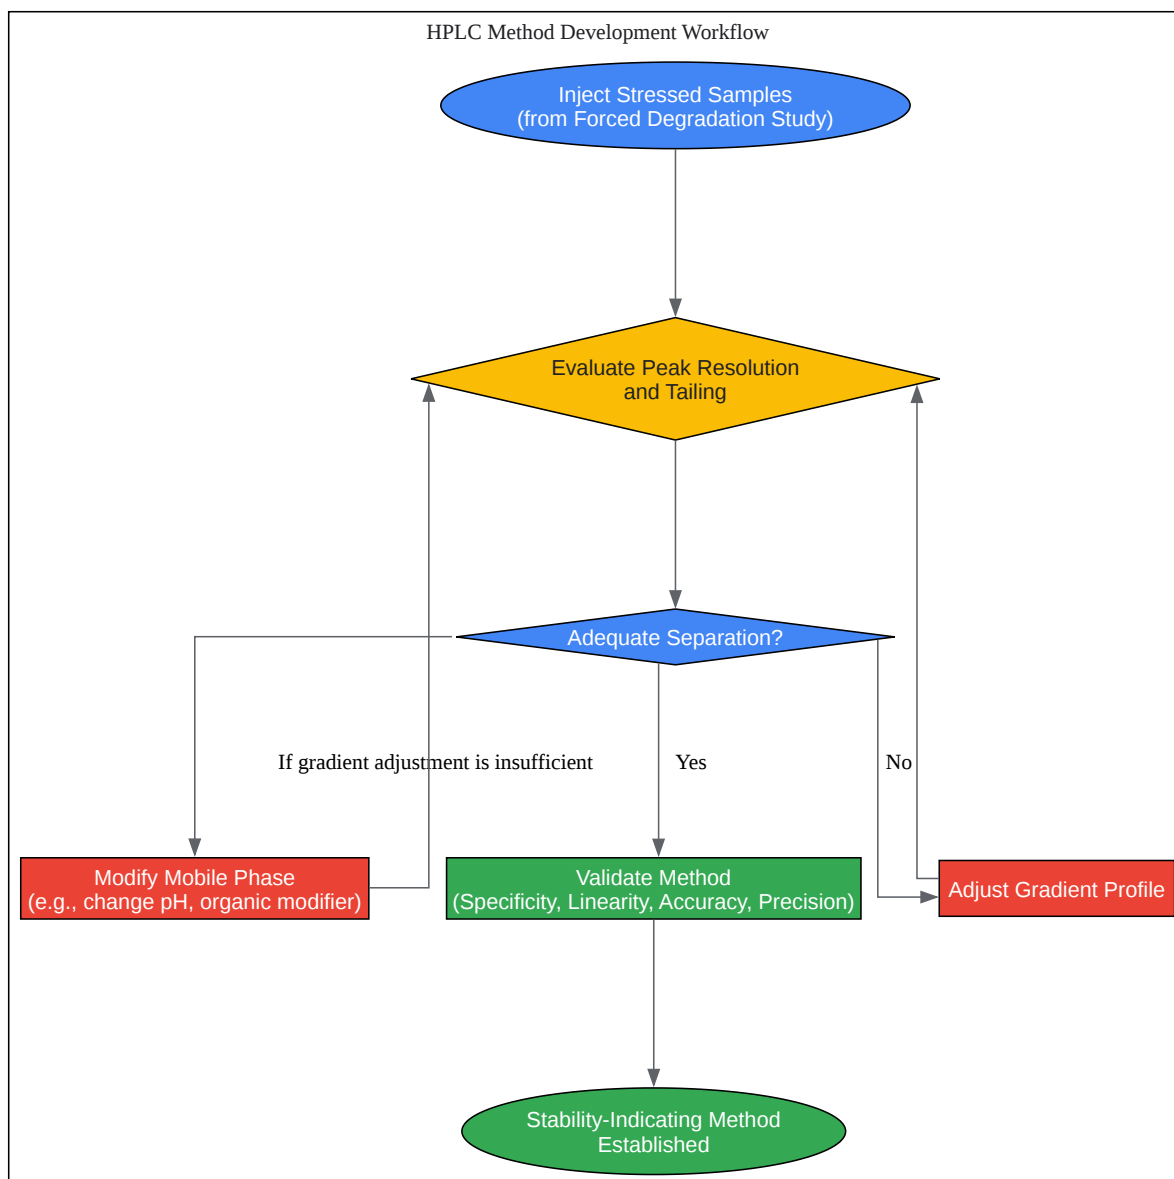 HPLC Method Development Workflow
Inject Stressed Samples
(from Forced Degradation Study)
Evaluate Peak Resolution
and Tailing
Adequate Separation?
If gradient adjustment is insufficient
Yes
No
Modify Mobile Phase
(e.g., change pH, organic modifier)
Validate Method
(Specificity, Linearity, Accuracy, Precision)
Adjust Gradient Profile
Stability-Indicating Method
Established